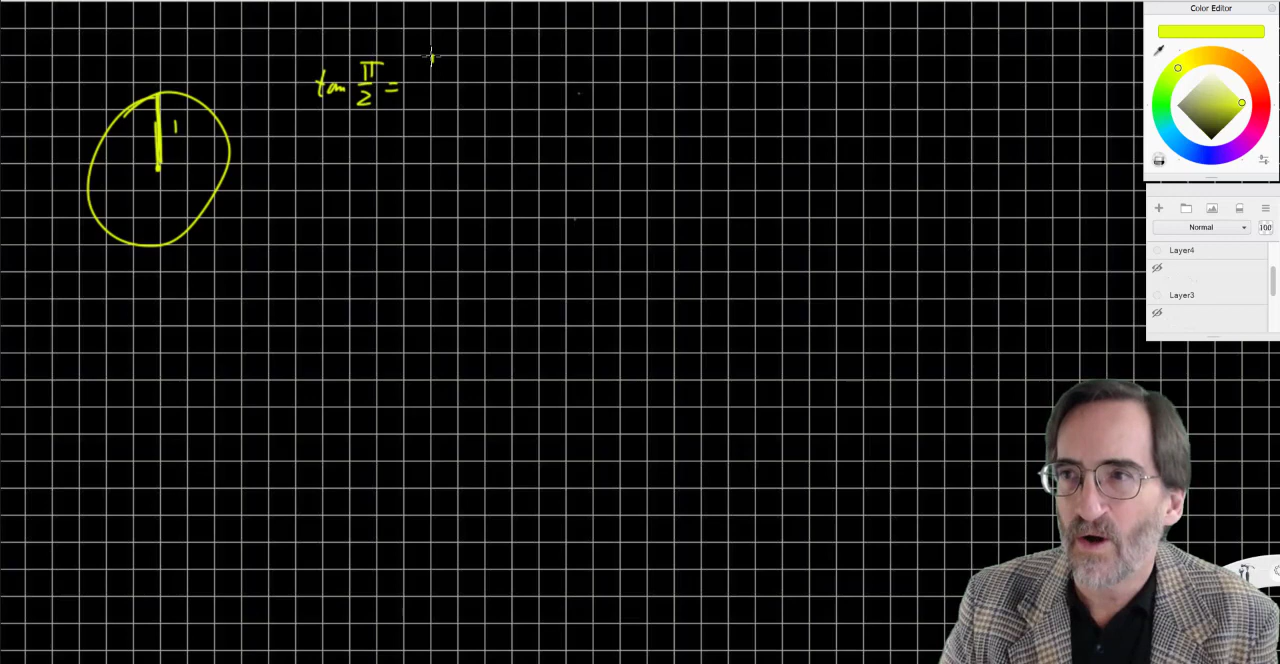 Color Editor
tan π/2 =
1
Normal
100
Layer4
Layer3